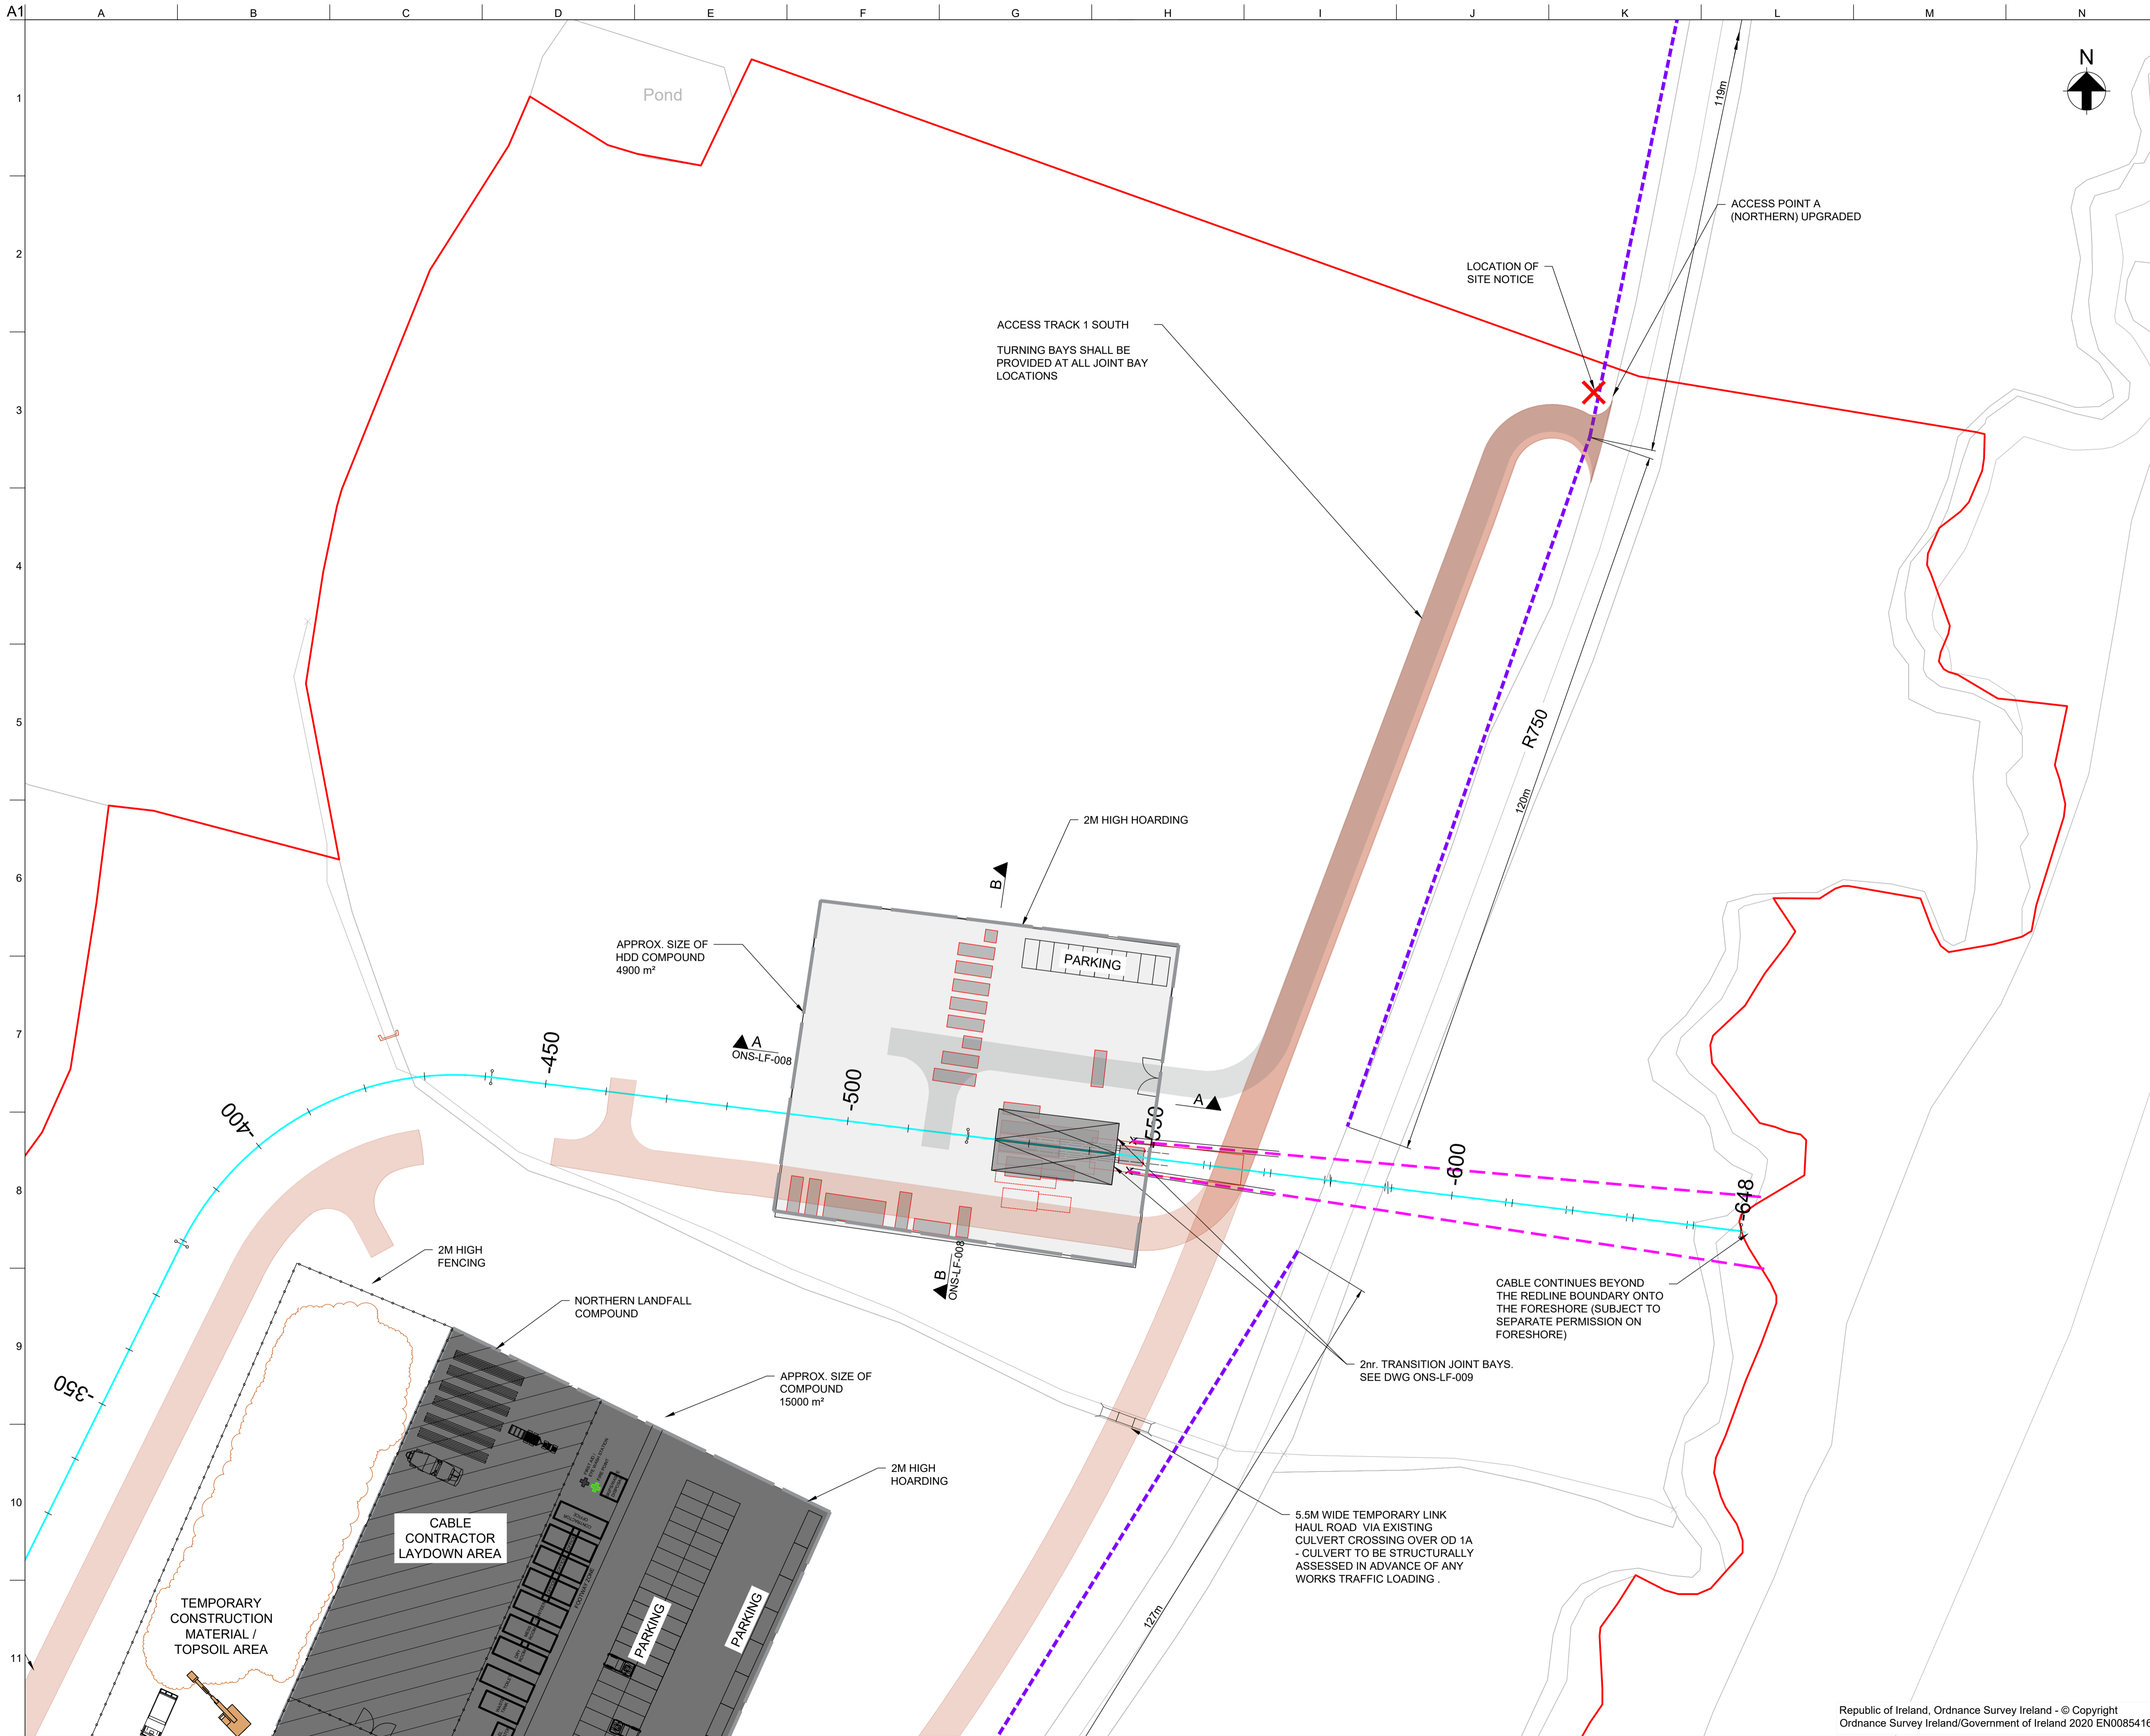 A1
A
B
C
D
E
F
G
H
I
J
K
L
M
N
1
2
3
4
5
6
7
8
9
10
11
Pond
N
119m
ACCESS POINT A
(NORTHERN) UPGRADED
LOCATION OF
SITE NOTICE
ACCESS TRACK 1 SOUTH
TURNING BAYS SHALL BE
PROVIDED AT ALL JOINT BAY
LOCATIONS
R750
120m
2M HIGH HOARDING
B
APPROX. SIZE OF
HDD COMPOUND
4900 m²
PARKING
A
ONS-LF-008
-450
-500
A
-550
-400
-600
-648
2M HIGH
FENCING
B
ONS-LF-008
NORTHERN LANDFALL
COMPOUND
CABLE CONTINUES BEYOND
THE REDLINE BOUNDARY ONTO
THE FORESHORE (SUBJECT TO
SEPARATE PERMISSION ON
FORESHORE)
2nr. TRANSITION JOINT BAYS.
SEE DWG ONS-LF-009
-350
APPROX. SIZE OF
COMPOUND
15000 m²
2M HIGH
HOARDING
5.5M WIDE TEMPORARY LINK
HAUL ROAD VIA EXISTING
CULVERT CROSSING OVER OD 1A
- CULVERT TO BE STRUCTURALLY
ASSESSED IN ADVANCE OF ANY
WORKS TRAFFIC LOADING .
CABLE
CONTRACTOR
LAYDOWN AREA
CONTRACTOR
OFFICE
FOOTWAY ZONE
TEMPORARY
CONSTRUCTION
MATERIAL /
TOPSOIL AREA
PARKING
PARKING
127m
Republic of Ireland, Ordnance Survey Ireland - © Copyright
Ordnance Survey Ireland/Government of Ireland 2020 EN0085416